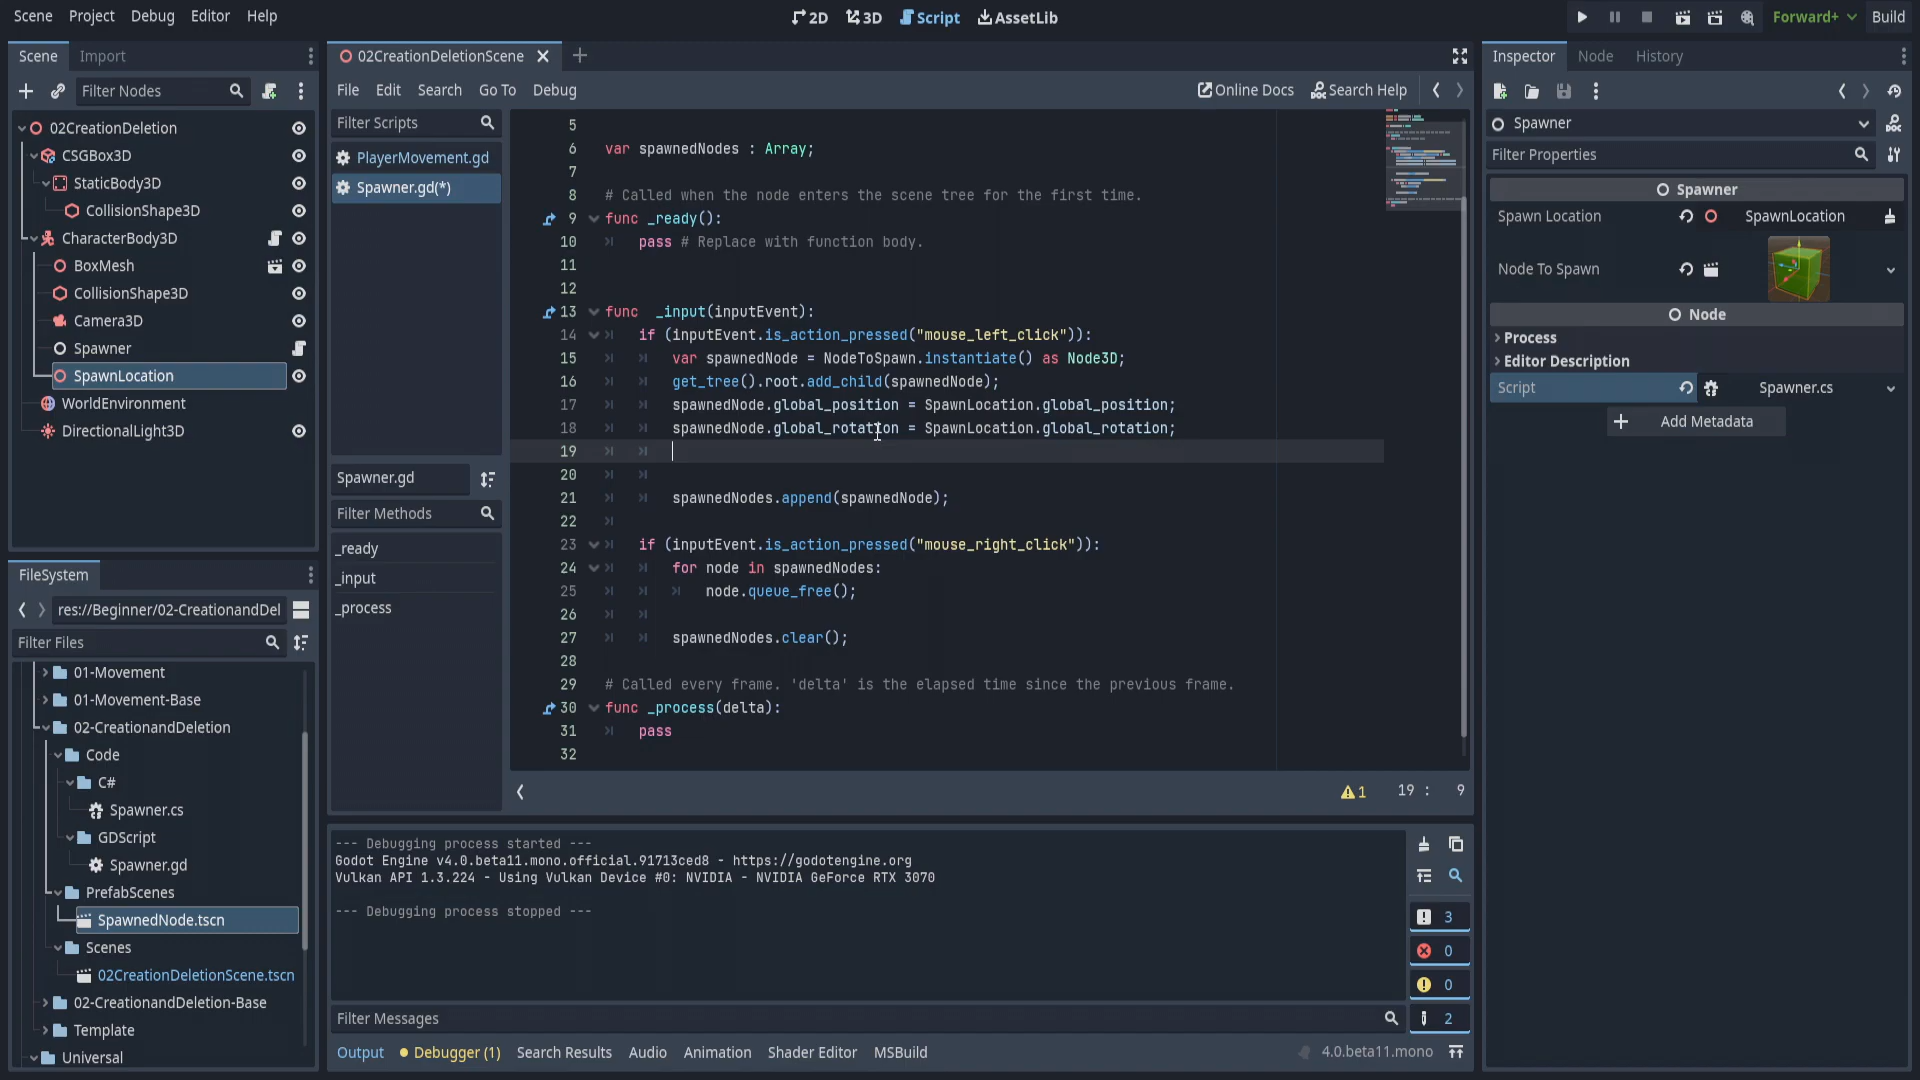 Scene Project Debug Editor Help
2D 3D Script AssetLib
Forward+ Build
Scene Import
Filter Nodes
02CreationDeletion
CSGBox3D
StaticBody3D
CollisionShape3D
CharacterBody3D
BoxMesh
CollisionShape3D
Camera3D
Spawner
SpawnLocation
WorldEnvironment
DirectionalLight3D
FileSystem
res://Beginner/02-CreationandDel
Filter Files
01-Movement
01-Movement-Base
02-CreationandDeletion
Code
C#
Spawner.cs
GDScript
Spawner.gd
PrefabScenes
SpawnedNode.tscn
Scenes
02CreationDeletionScene.tscn
02-CreationandDeletion-Base
Template
Universal
02CreationDeletionScene
File Edit Search Go To Debug
Online Docs Search Help
Filter Scripts
PlayerMovement.gd
Spawner.gd(*)
Spawner.gd
Filter Methods
_ready
_input
_process
5
6 var spawnedNodes : Array;
7
8 # Called when the node enters the scene tree for the first time.
9 func _ready():
10 pass # Replace with function body.
11
12
13 func _input(inputEvent):
14 if (inputEvent.is_action_pressed("mouse_left_click")):
15 var spawnedNode = NodeToSpawn.instantiate() as Node3D;
16 get_tree().root.add_child(spawnedNode);
17 spawnedNode.global_position = SpawnLocation.global_position;
18 spawnedNode.global_rotation = SpawnLocation.global_rotation;
19
20
21 spawnedNodes.append(spawnedNode);
22
23 if (inputEvent.is_action_pressed("mouse_right_click")):
24 for node in spawnedNodes:
25 node.queue_free();
26
27 spawnedNodes.clear();
28
29 # Called every frame. 'delta' is the elapsed time since the previous frame.
30 func _process(delta):
31 pass
32
1 19 : 9
--- Debugging process started ---
Godot Engine v4.0.beta11.mono.official.91713ced8 - https://godotengine.org
Vulkan API 1.3.224 - Using Vulkan Device #0: NVIDIA - NVIDIA GeForce RTX 3070
--- Debugging process stopped ---
3
0
0
2
Filter Messages
Output Debugger (1) Search Results Audio Animation Shader Editor MSBuild
4.0.beta11.mono
Inspector Node History
Spawner
Filter Properties
Spawner
Spawn Location SpawnLocation
Node To Spawn
Node
Process
Editor Description
Script Spawner.cs
Add Metadata